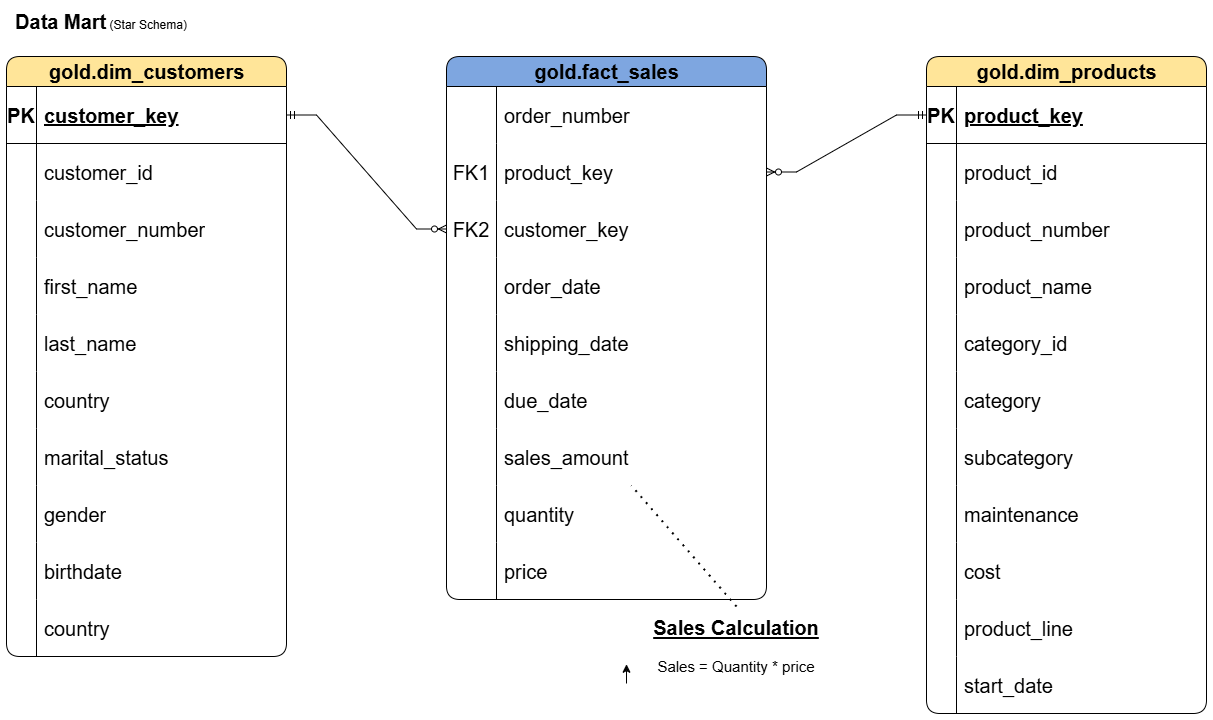 Data Mart (Star Schema)
gold.dim_customers
PK customer_key
customer_id
customer_number
first_name
last_name
country
marital_status
gender
birthdate
country
gold.fact_sales
order_number
FK1 product_key
FK2 customer_key
order_date
shipping_date
due_date
sales_amount
quantity
price
Sales Calculation
Sales = Quantity * price
gold.dim_products
PK product_key
product_id
product_number
product_name
category_id
category
subcategory
maintenance
cost
product_line
start_date